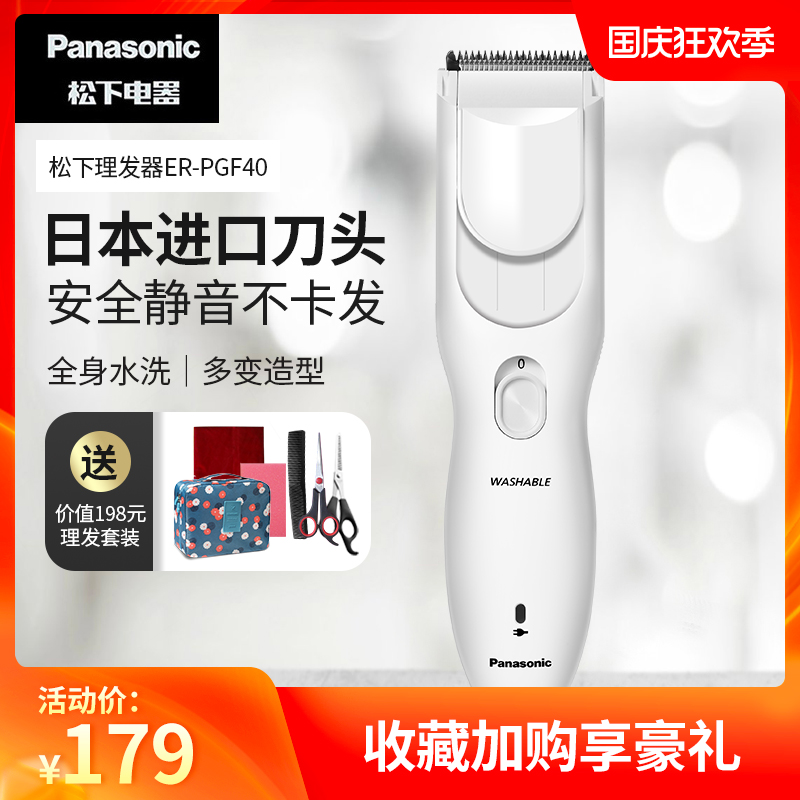 Panasonic
松下电器
国庆狂欢季
松下理发器ER-PGF40
日本进口刀头
安全静音不卡发
全身水洗｜多变造型
送
价值198元
理发套装
0
WASHABLE
Panasonic
活动价:
¥179
收藏加购享豪礼